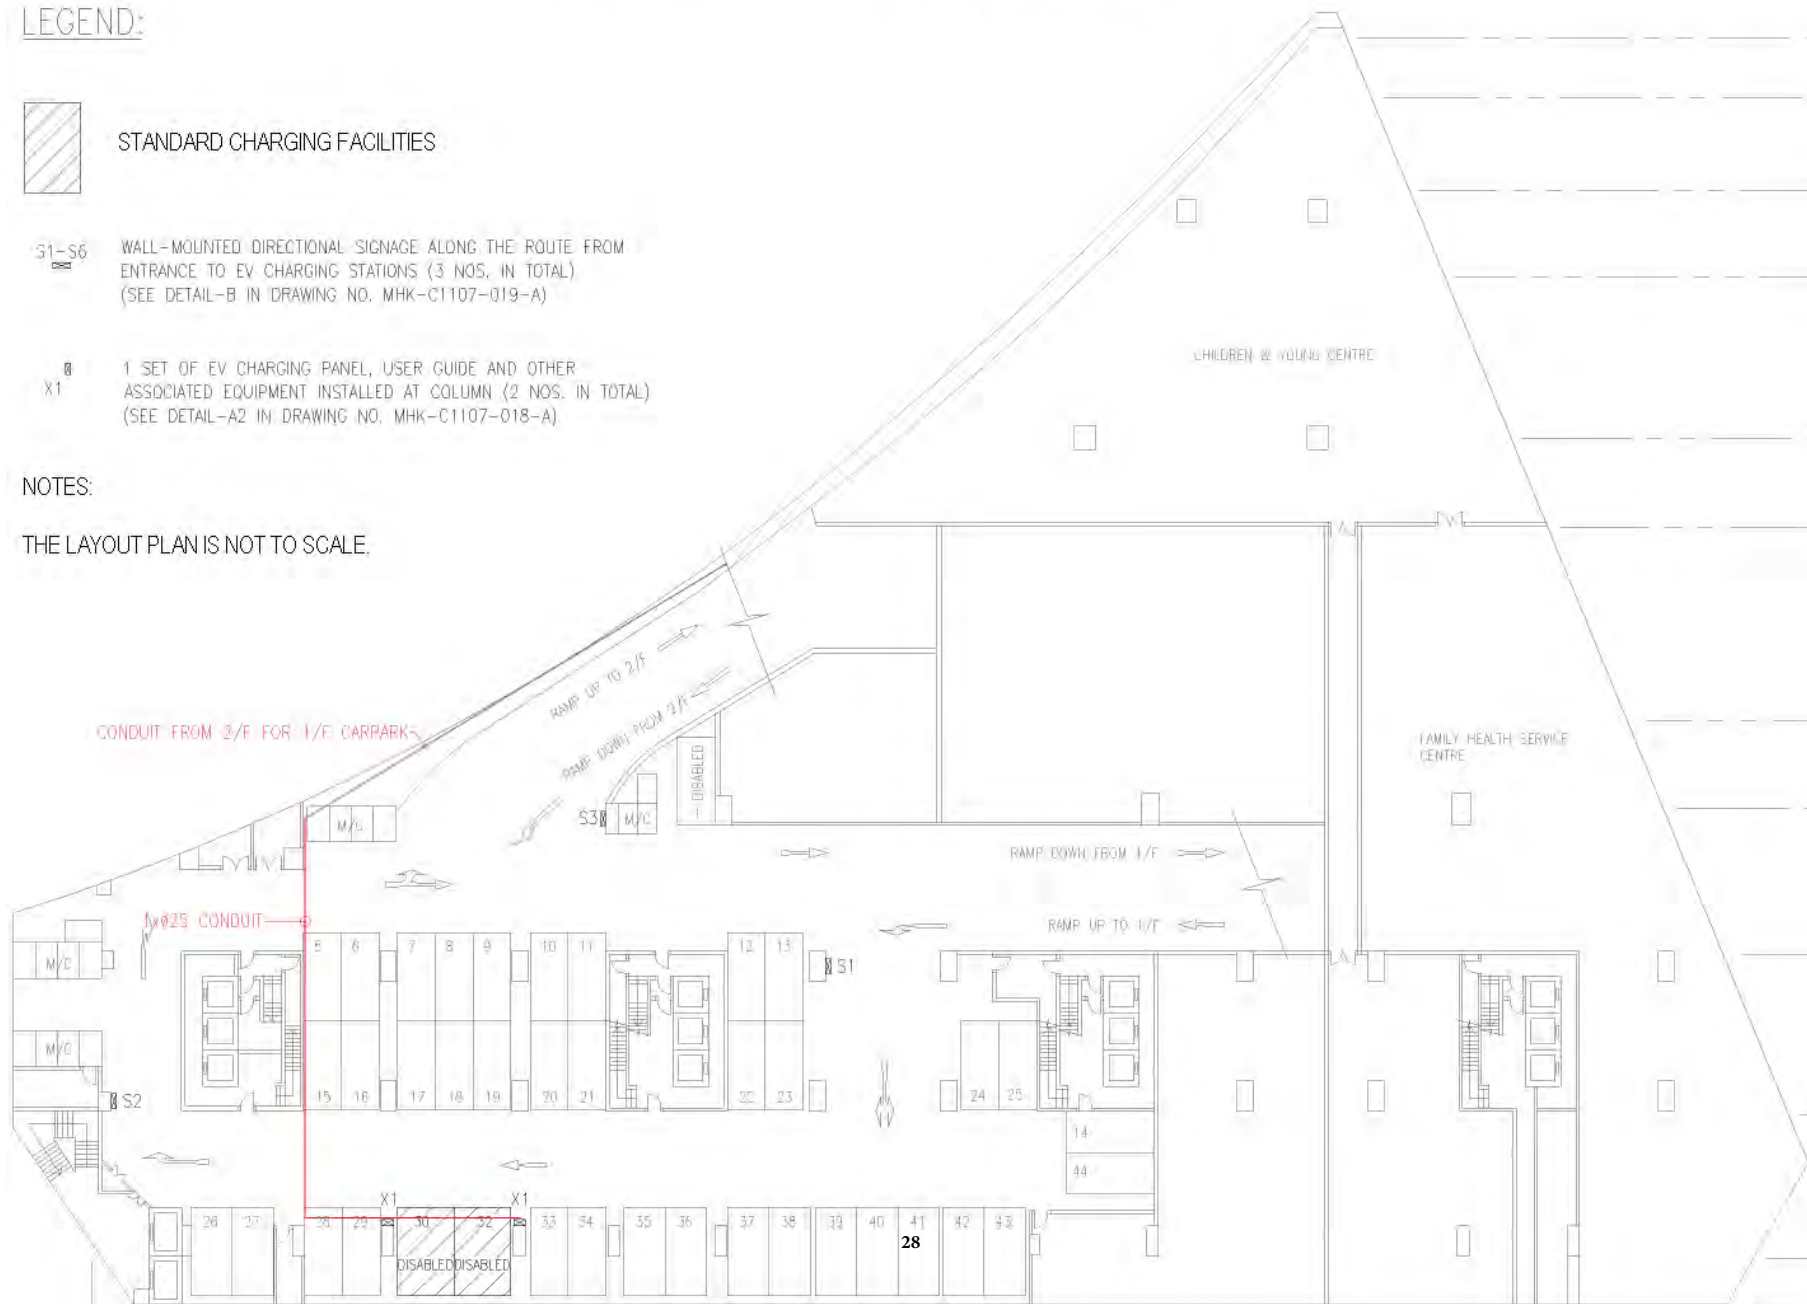 LEGEND:
STANDARD CHARGING FACILITIES
S1-S6
WALL-MOUNTED DIRECTIONAL SIGNAGE ALONG THE ROUTE FROM
ENTRANCE TO EV CHARGING STATIONS (3 NOS. IN TOTAL)
(SEE DETAIL-B IN DRAWING NO. MHK-C1107-019-A)
X1
1 SET OF EV CHARGING PANEL, USER GUIDE AND OTHER
ASSOCIATED EQUIPMENT INSTALLED AT COLUMN (2 NOS. IN TOTAL)
(SEE DETAIL-A2 IN DRAWING NO. MHK-C1107-018-A)
NOTES:
THE LAYOUT PLAN IS NOT TO SCALE.
CHILDREN & YOUNG CENTRE
RAMP UP TO 2/F
RAMP DOWN FROM 2/F
CONDUIT FROM 2/F FOR 1/F CARPARK
FAMILY HEALTH SERVICE
CENTRE
1 DISABLED
S3
M/C
M/C
RAMP DOWN FROM 1/F
1xØ25 CONDUIT
RAMP UP TO 1/F
5 6 7 8 9 10 11 12 13
M/C
S1
M/C
S2
15 16 17 18 19 20 21 22 23 24 25
14
44
X1 X1
26 27 28 29 30 32 33 34 35 36 37 38 39 40 41 42 43
28
DISABLED DISABLED